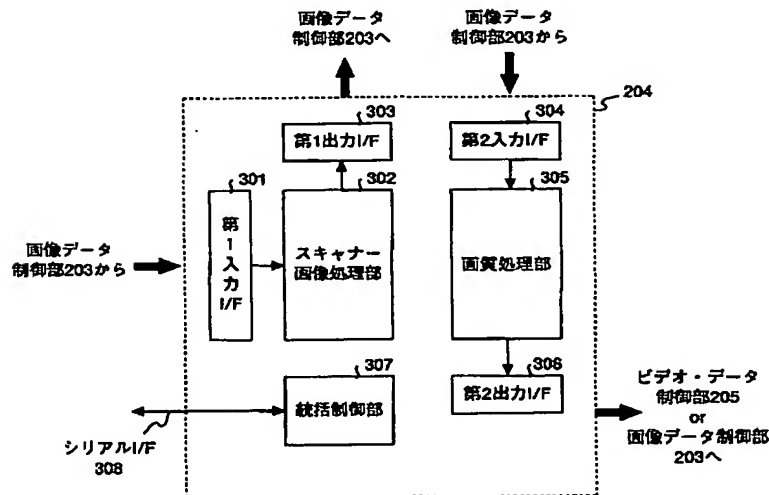 画像データ
制御部203へ
画像データ
制御部203から
204
303
第1出力I/F
304
第2入力I/F
301
第1入力I/F
302
スキャナー
画像処理部
305
画質処理部
画像データ
制御部203から
307
統括制御部
306
第2出力I/F
シリアルI/F
308
ビデオ・データ
制御部205
or
画像データ制御部
203へ